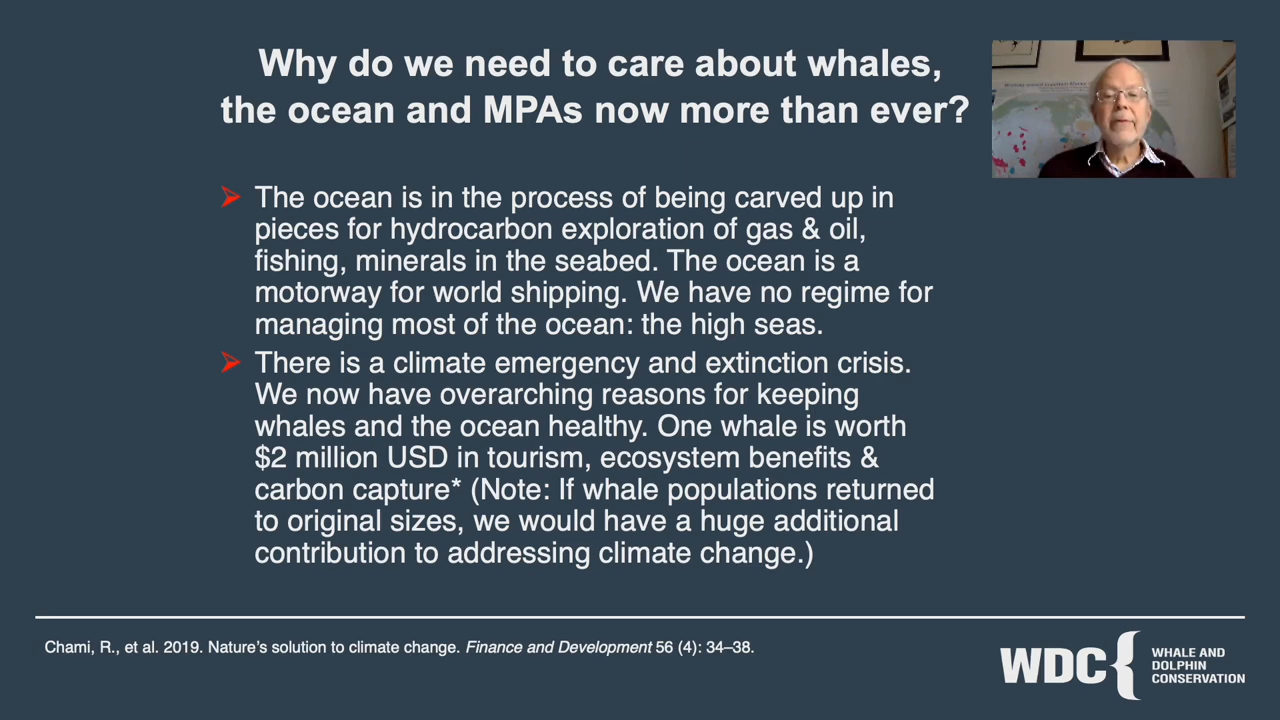 Why do we need to care about whales,
the ocean and MPAs now more than ever?
➢ The ocean is in the process of being carved up in
pieces for hydrocarbon exploration of gas & oil,
fishing, minerals in the seabed. The ocean is a
motorway for world shipping. We have no regime for
managing most of the ocean: the high seas.
➢ There is a climate emergency and extinction crisis.
We now have overarching reasons for keeping
whales and the ocean healthy. One whale is worth
$2 million USD in tourism, ecosystem benefits &
carbon capture* (Note: If whale populations returned
to original sizes, we would have a huge additional
contribution to addressing climate change.)
Chami, R., et al. 2019. Nature’s solution to climate change. Finance and Development 56 (4): 34–38.
WDC
WHALE AND
DOLPHIN
CONSERVATION